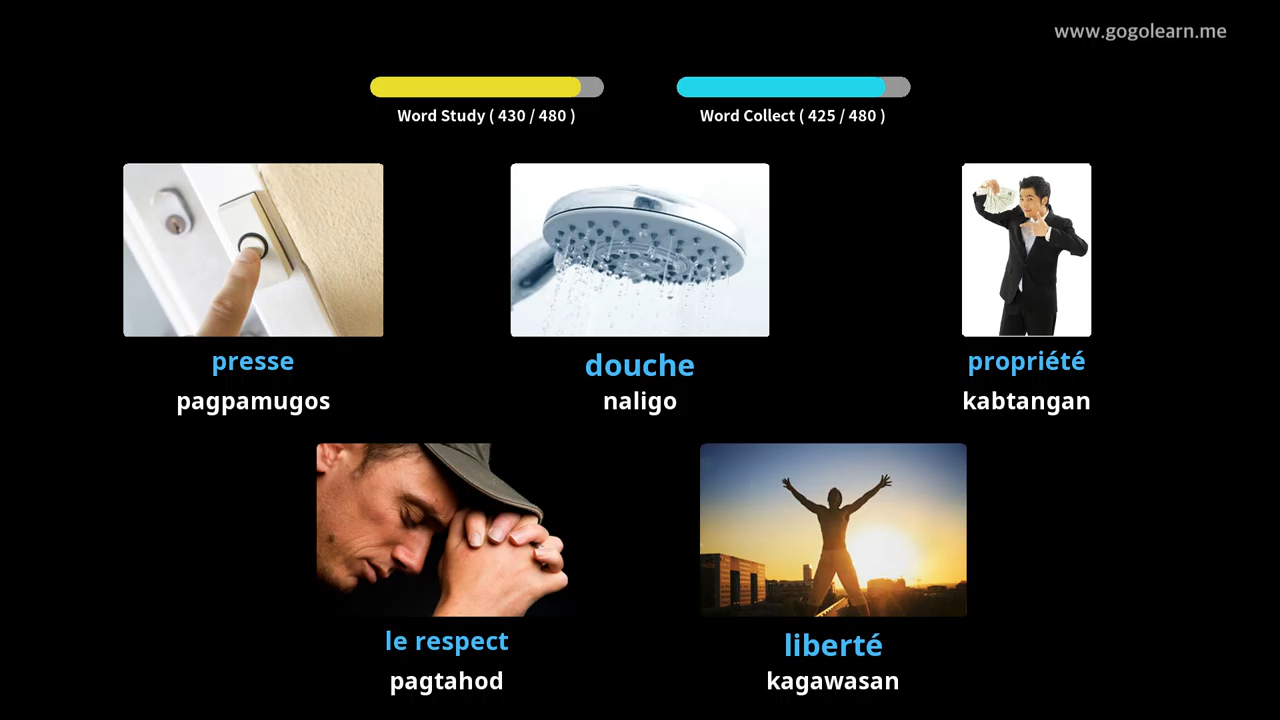 www.gogolearn.me
Word Study ( 430 / 480 )
Word Collect ( 425 / 480 )
presse
pagpamugos
douche
naligo
propriété
kabtangan
le respect
pagtahod
liberté
kagawasan